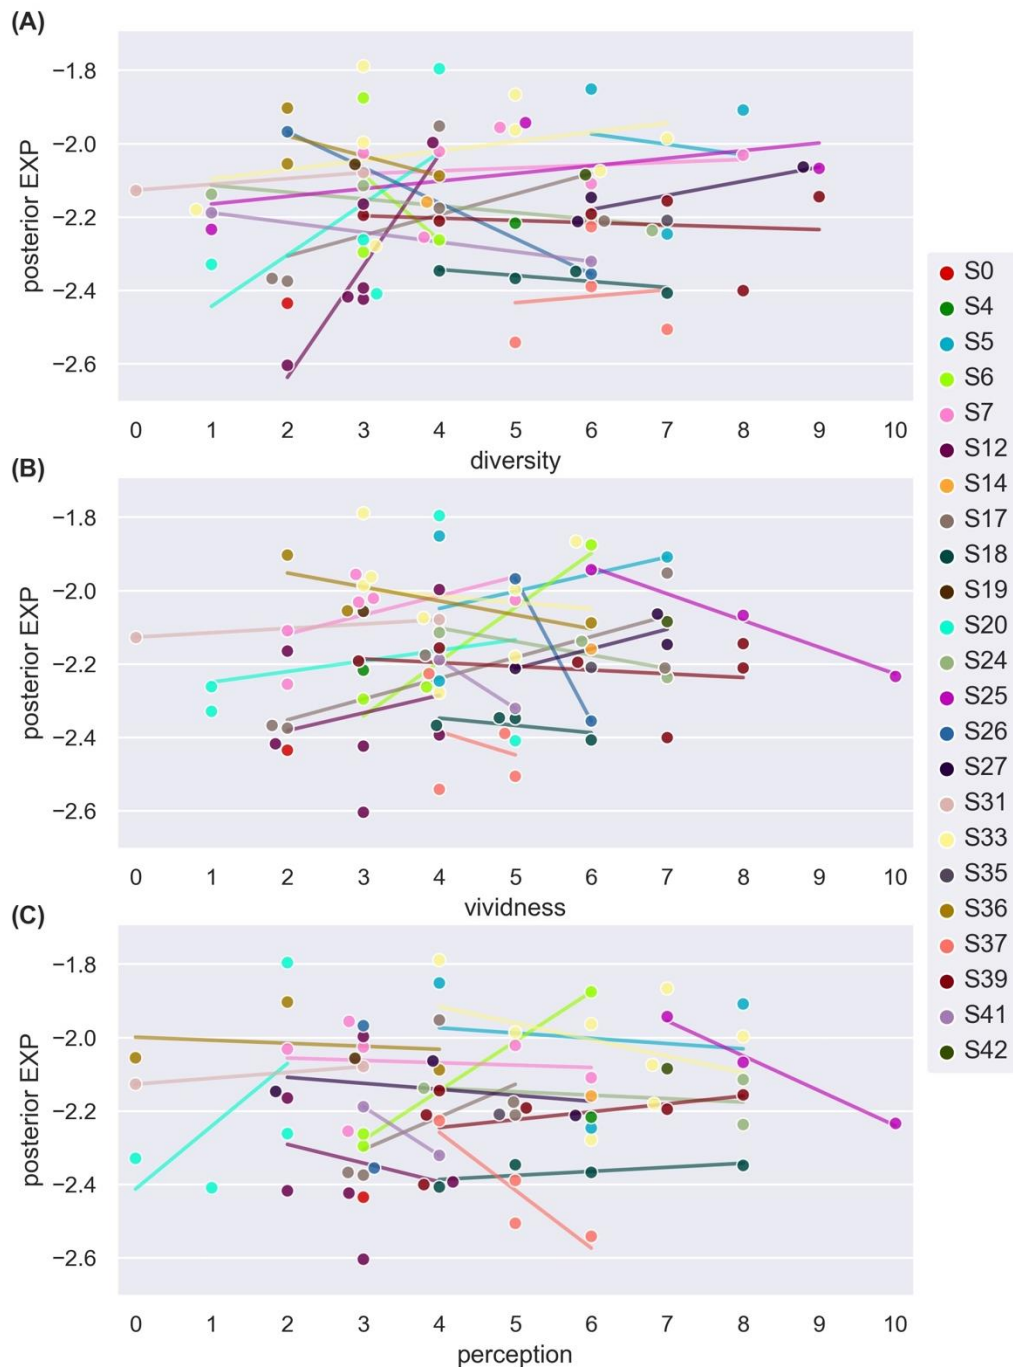 (A)
posterior EXP
−1.8
−2.0
−2.2
−2.4
−2.6
0 1 2 3 4 5 6 7 8 9 10
diversity
(B)
posterior EXP
−1.8
−2.0
−2.2
−2.4
−2.6
0 1 2 3 4 5 6 7 8 9 10
vividness
(C)
posterior EXP
−1.8
−2.0
−2.2
−2.4
−2.6
0 1 2 3 4 5 6 7 8 9 10
perception
S0
S4
S5
S6
S7
S12
S14
S17
S18
S19
S20
S24
S25
S26
S27
S31
S33
S35
S36
S37
S39
S41
S42